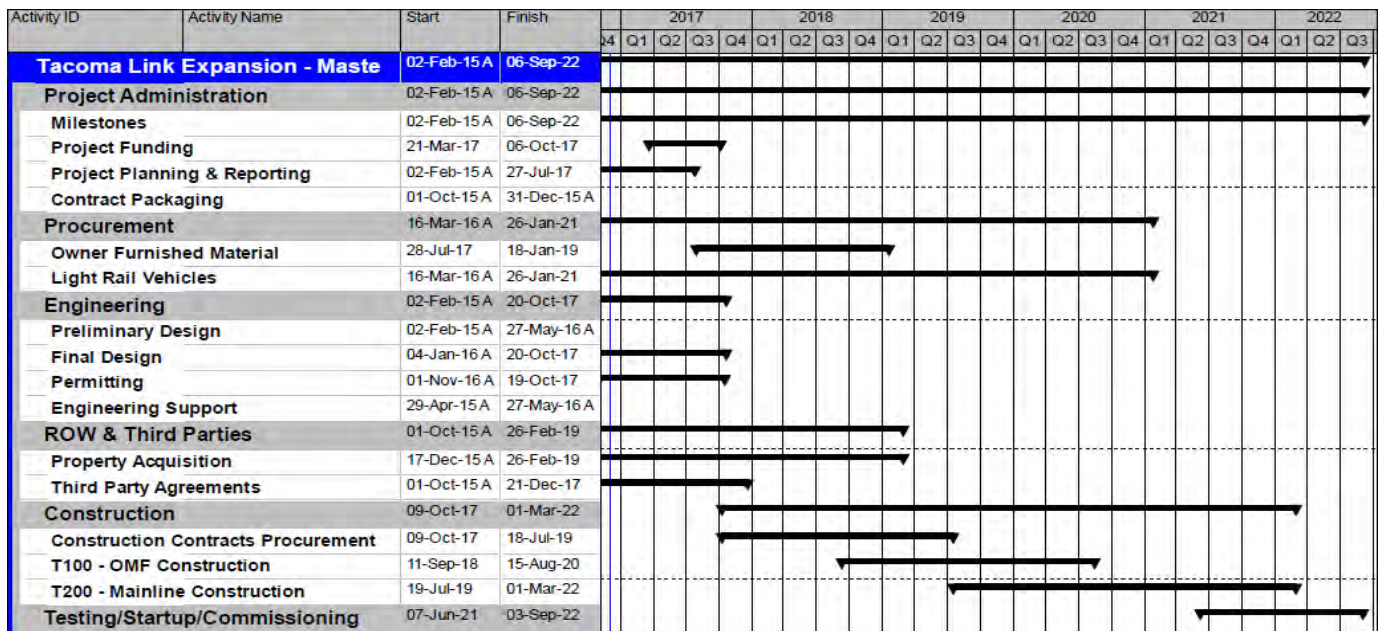 Activity ID Activity Name Start Finish 2017 2018 2019 2020 2021 2022
Q4 Q1 Q2 Q3 Q4 Q1 Q2 Q3 Q4 Q1 Q2 Q3 Q4 Q1 Q2 Q3 Q4 Q1 Q2 Q3 Q4 Q1 Q2 Q3
Tacoma Link Expansion - Maste 02-Feb-15 A 06-Sep-22
Project Administration 02-Feb-15 A 06-Sep-22
Milestones 02-Feb-15 A 06-Sep-22
Project Funding 21-Mar-17 06-Oct-17
Project Planning & Reporting 02-Feb-15 A 27-Jul-17
Contract Packaging 01-Oct-15 A 31-Dec-15 A
Procurement 16-Mar-16 A 26-Jan-21
Owner Furnished Material 28-Jul-17 18-Jan-19
Light Rail Vehicles 16-Mar-16 A 26-Jan-21
Engineering 02-Feb-15 A 20-Oct-17
Preliminary Design 02-Feb-15 A 27-May-16 A
Final Design 04-Jan-16 A 20-Oct-17
Permitting 01-Nov-16 A 19-Oct-17
Engineering Support 29-Apr-15 A 27-May-16 A
ROW & Third Parties 01-Oct-15 A 26-Feb-19
Property Acquisition 17-Dec-15 A 26-Feb-19
Third Party Agreements 01-Oct-15 A 21-Dec-17
Construction 09-Oct-17 01-Mar-22
Construction Contracts Procurement 09-Oct-17 18-Jul-19
T100 - OMF Construction 11-Sep-18 15-Aug-20
T200 - Mainline Construction 19-Jul-19 01-Mar-22
Testing/Startup/Commissioning 07-Jun-21 03-Sep-22